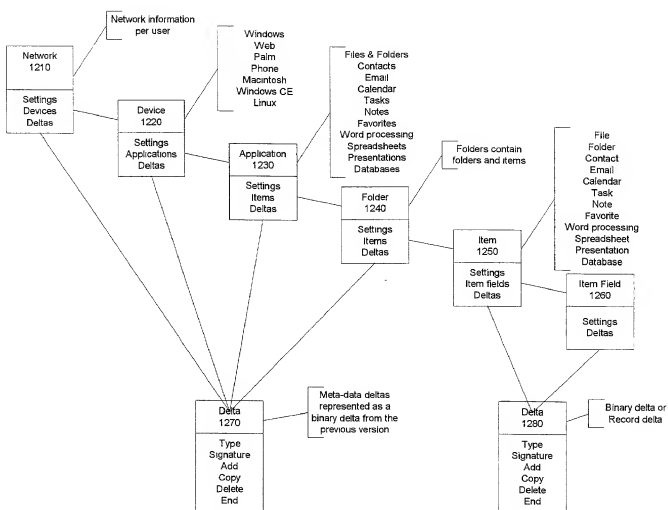 Network information
per user
Network
1210
Settings
Devices
Deltas
Windows
Web
Palm
Phone
Macintosh
Windows CE
Linux
Device
1220
Settings
Applications
Deltas
Files & Folders
Contacts
Email
Calendar
Tasks
Notes
Favorites
Word processing
Spreadsheets
Presentations
Databases
Application
1230
Settings
Items
Deltas
Folders contain
folders and items
Folder
1240
Settings
Items
Deltas
File
Folder
Contact
Email
Calendar
Task
Note
Favorite
Word processing
Spreadsheet
Presentation
Database
Item
1250
Settings
Item fields
Deltas
Item Field
1260
Settings
Deltas
Delta
1270
Type
Signature
Add
Copy
Delete
End
Meta-data deltas
represented as a
binary delta from the
previous version
Delta
1280
Type
Signature
Add
Copy
Delete
End
Binary delta or
Record delta